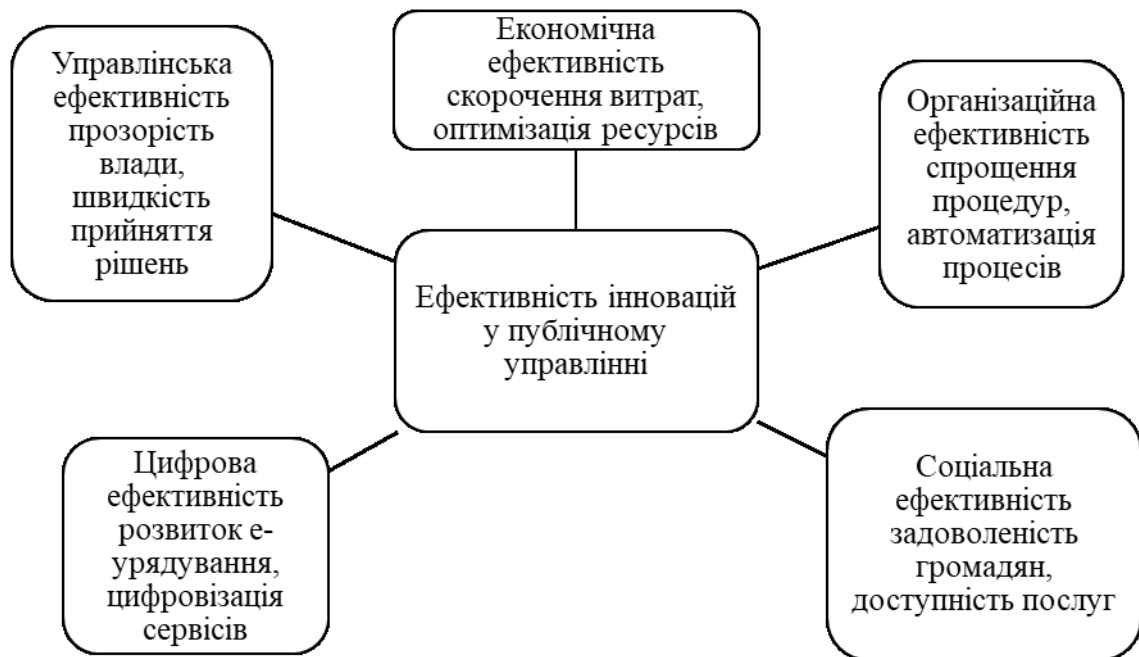 Управлінська
ефективність
прозорість
влади,
швидкість
прийняття
рішень
Економічна
ефективність
скорочення витрат,
оптимізація ресурсів
Організаційна
ефективність
спрощення
процедур,
автоматизація
процесів
Ефективність інновацій
у публічному
управлінні
Цифрова
ефективність
розвиток е-
урядування,
цифровізація
сервісів
Соціальна
ефективність
задоволеність
громадян,
доступність послуг